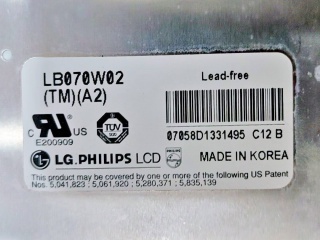 LB070W02
(TM)(A2)
Lead-free
C US
E200909
TÜV
07058D1331495 C12 B
LG.PHILIPS LCD
PHILIPS
MADE IN KOREA
This product may be covered by one or more of the following US Patent
Nos. 5,041,823 ; 5,061,920 ; 5,280,371 ; 5,835,139